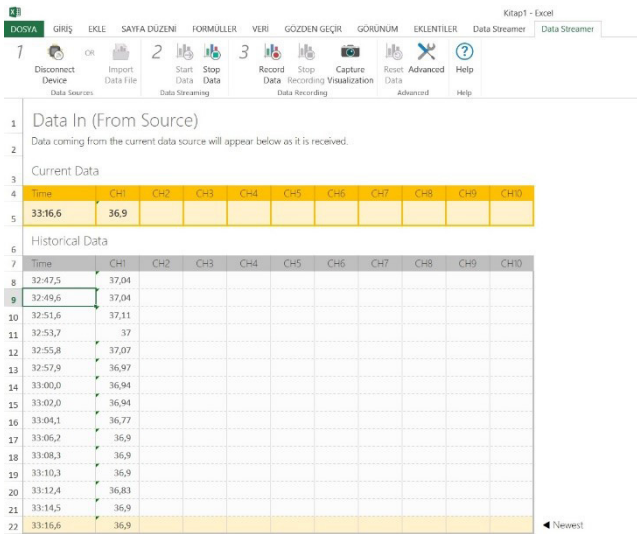 Kitap1 - Excel
DOSYA GİRİŞ EKLE SAYFA DÜZENİ FORMÜLLER VERİ GÖZDEN GEÇİR GÖRÜNÜM EKLENTİLER Data Streamer Data Streamer
1 OR 2 3
Disconnect Device Import Data File Start Data Stop Data Record Data Stop Recording Capture Visualization Reset Data Advanced Help
Data Sources Data Streaming Data Recording Advanced Help
1 Data In (From Source)
2 Data coming from the current data source will appear below as it is received.
3 Current Data
4 Time CH1 CH2 CH3 CH4 CH5 CH6 CH7 CH8 CH9 CH10
5 33:16,6 36,9
6 Historical Data
7 Time CH1 CH2 CH3 CH4 CH5 CH6 CH7 CH8 CH9 CH10
8 32:47,5 37,04
9 32:49,6 37,04
10 32:51,6 37,11
11 32:53,7 37
12 32:55,8 37,07
13 32:57,9 36,97
14 33:00,0 36,94
15 33:02,0 36,94
16 33:04,1 36,77
17 33:06,2 36,9
18 33:08,3 36,9
19 33:10,3 36,9
20 33:12,4 36,83
21 33:14,5 36,9
22 33:16,6 36,9 ◀ Newest